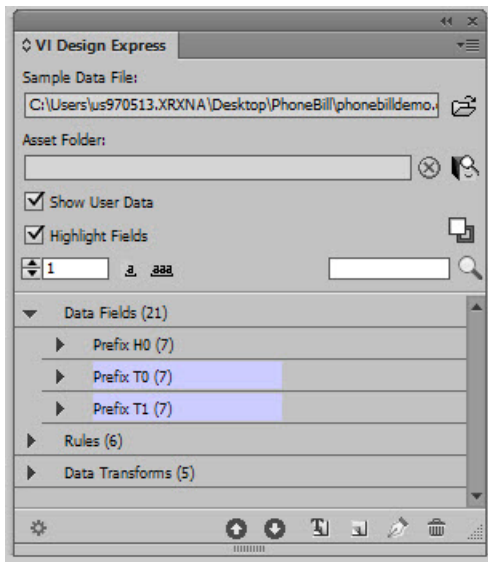 VI Design Express
Sample Data File:
C:\Users\us970513.XRXNA\Desktop\PhoneBill\phonebilldemo.
Asset Folder:
Show User Data
Highlight Fields
1 a aaa
Data Fields (21)
Prefix H0 (7)
Prefix T0 (7)
Prefix T1 (7)
Rules (6)
Data Transforms (5)
T